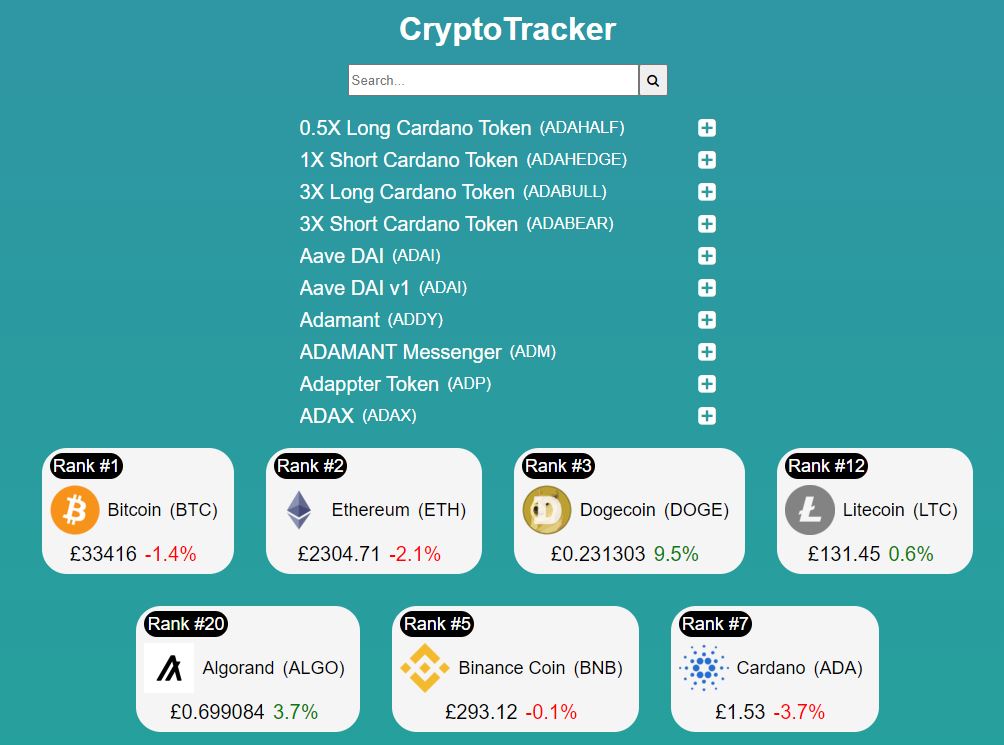 CryptoTracker
Search...
0.5X Long Cardano Token (ADAHALF)
1X Short Cardano Token (ADAHEDGE)
3X Long Cardano Token (ADABULL)
3X Short Cardano Token (ADABEAR)
Aave DAI (ADAI)
Aave DAI v1 (ADAI)
Adamant (ADDY)
ADAMANT Messenger (ADM)
Adappter Token (ADP)
ADAX (ADAX)
Rank #1
Bitcoin (BTC)
£33416 -1.4%
Rank #2
Ethereum (ETH)
£2304.71 -2.1%
Rank #3
Dogecoin (DOGE)
£0.231303 9.5%
Rank #12
Litecoin (LTC)
£131.45 0.6%
Rank #20
Algorand (ALGO)
£0.699084 3.7%
Rank #5
Binance Coin (BNB)
£293.12 -0.1%
Rank #7
Cardano (ADA)
£1.53 -3.7%